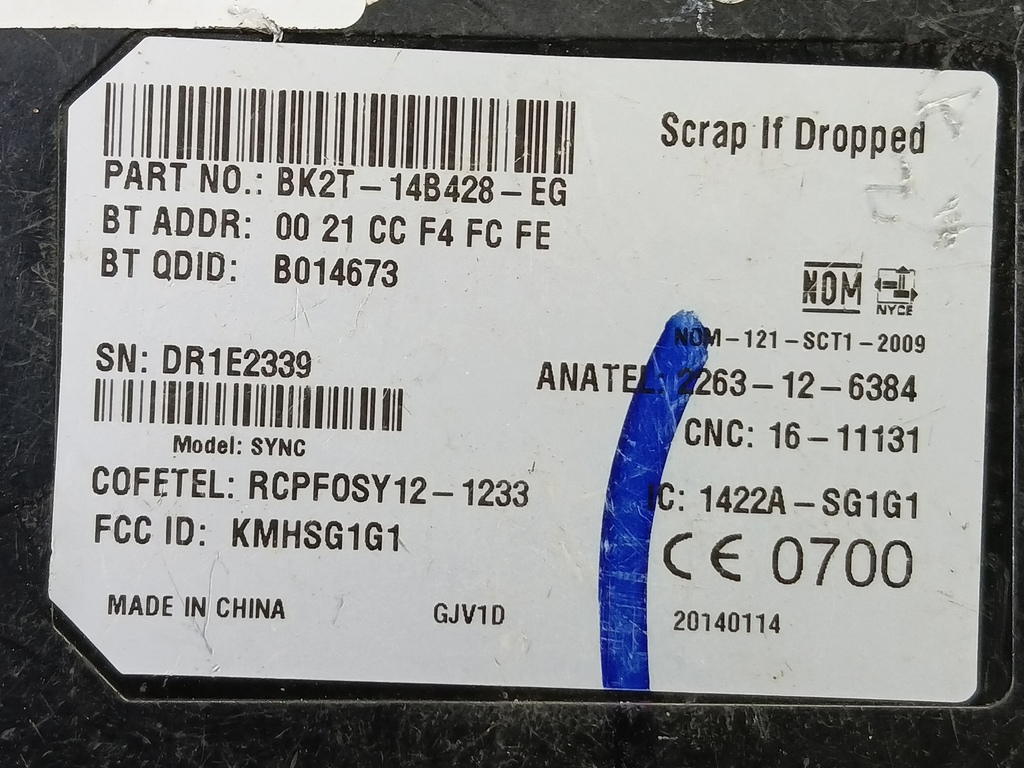 Scrap If Dropped
PART NO.: BK2T-14B428-EG
BT ADDR: 00 21 CC F4 FC FE
BT QDID: B014673
NOM NYCE
NOM-121-SCT1-2009
SN: DR1E2339
ANATEL: 2263-12-6384
CNC: 16-11131
Model: SYNC
COFETEL: RCPFOSY12-1233
IC: 1422A-SG1G1
FCC ID: KMHSG1G1
CE 0700
MADE IN CHINA GJV1D 20140114